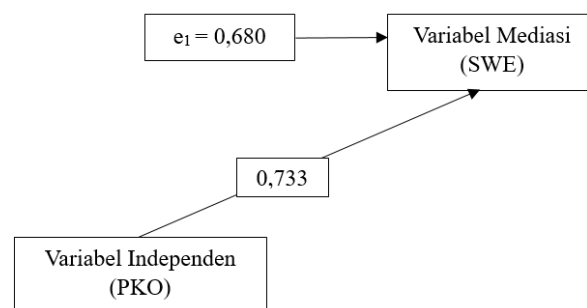 e₁ = 0,680
Variabel Mediasi
(SWE)
0,733
Variabel Independen
(PKO)